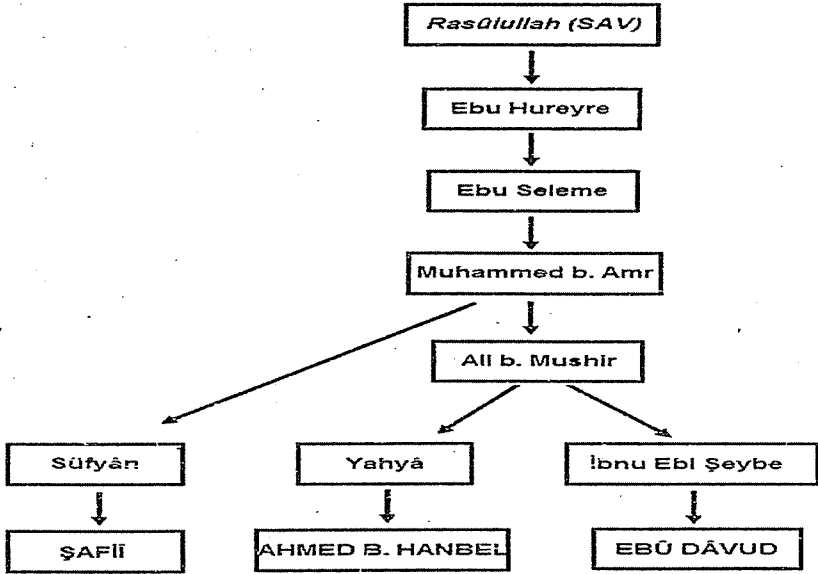 Rasûlullah (SAV)
Ebu Hureyre
Ebu Seleme
Muhammed b. Amr
Ali b. Mushir
Süfyân
Yahyâ
İbnu Ebi Şeybe
ŞAFİÎ
AHMED B. HANBEL
EBÛ DÂVUD